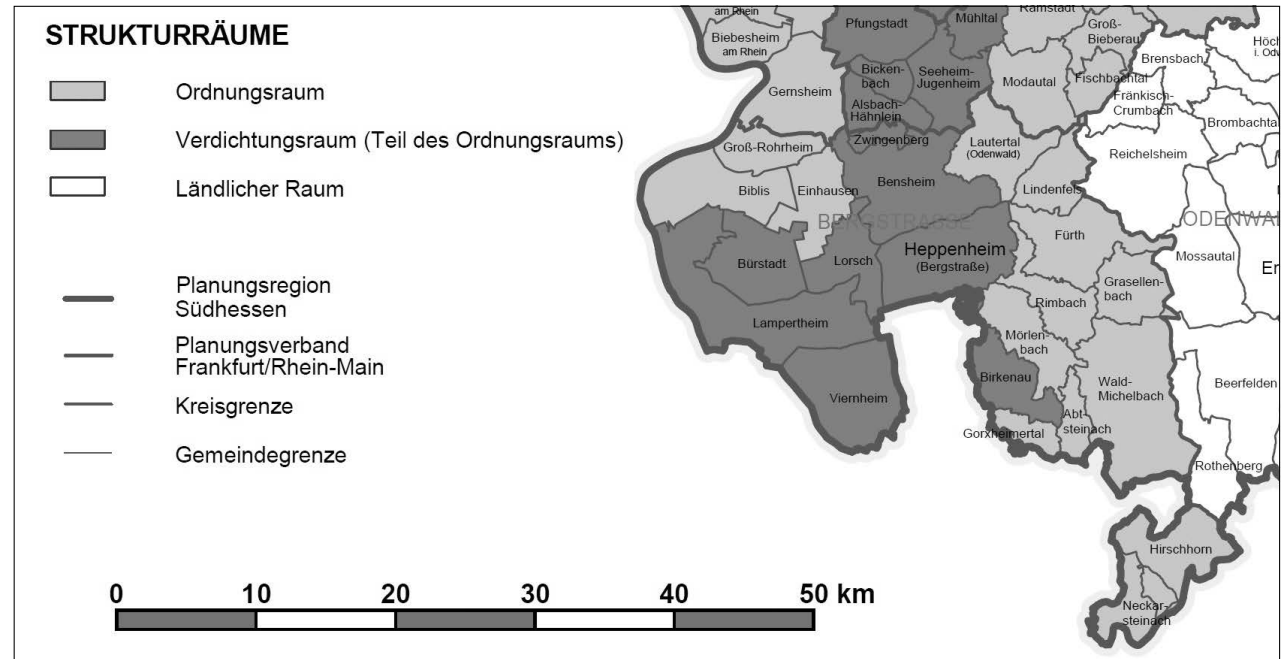 STRUKTURRÄUME
Ordnungsraum
Verdichtungsraum (Teil des Ordnungsraums)
Ländlicher Raum
Planungsregion
Südhessen
Planungsverband
Frankfurt/Rhein-Main
Kreisgrenze
Gemeindegrenze
0 10 20 30 40 50 km
am Rhein
Biebesheim
am Rhein
Pfungstadt
Mühltal
Ramstadt
Groß-
Bieberau
Brensbach
Gernsheim
Bicken-
bach
Seeheim-
Jugenheim
Modautal
Fischbachtal
Fränkisch-
Crumbach
Alsbach-
Hähnlein
Brombachta
Groß-Rohrheim
Zwingenberg
Lautertal
(Odenwald)
Reichelsheim
Biblis
Einhausen
Bensheim
Lindenfels
BERGSTRASSE
ODENWA
Fürth
Bürstadt
Lorsch
Heppenheim
(Bergstraße)
Mossautal
Er
Grasellen-
bach
Rimbach
Lampertheim
Mörlen-
bach
Birkenau
Wald-
Michelbach
Beerfelden
Viernheim
Abt-
steinach
Gorxheimertal
Rothenberg
Hirschhorn
Neckar-
steinach